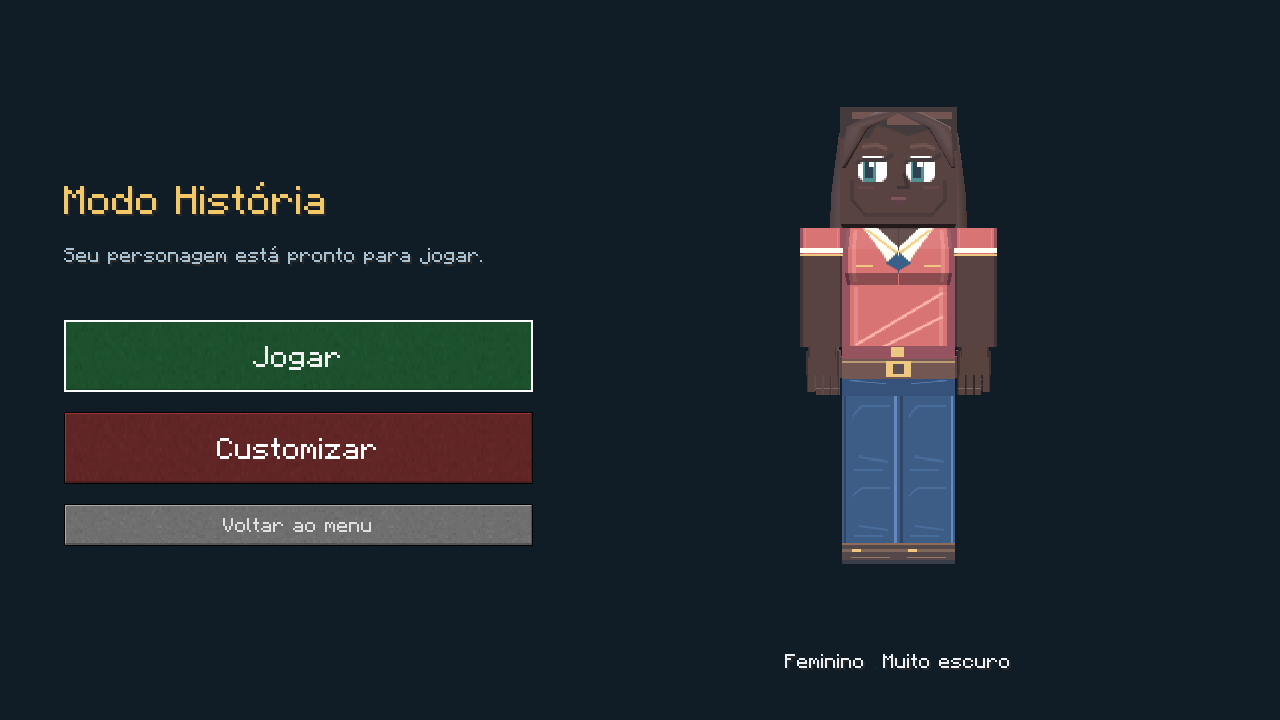 Modo História
Seu personagem está pronto para jogar.
Jogar
Customizar
Voltar ao menu
Feminino Muito escuro